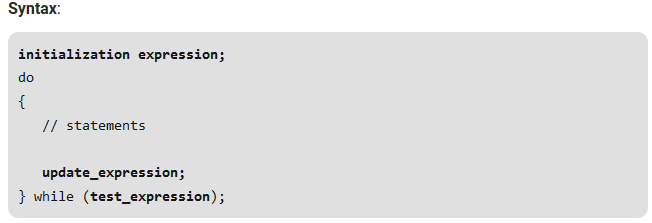 Syntax:
initialization expression;
do
{
// statements
update_expression;
} while (test_expression);